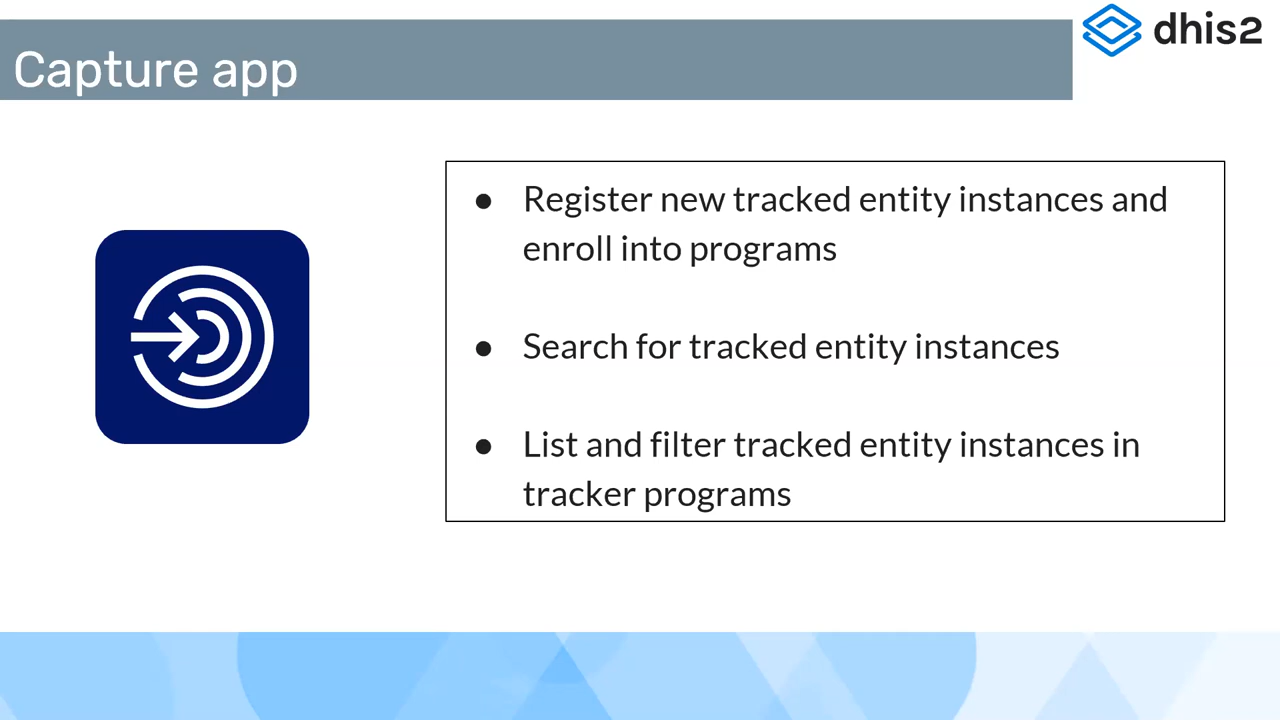 dhis2
Capture app
● Register new tracked entity instances and
enroll into programs
● Search for tracked entity instances
● List and filter tracked entity instances in
tracker programs